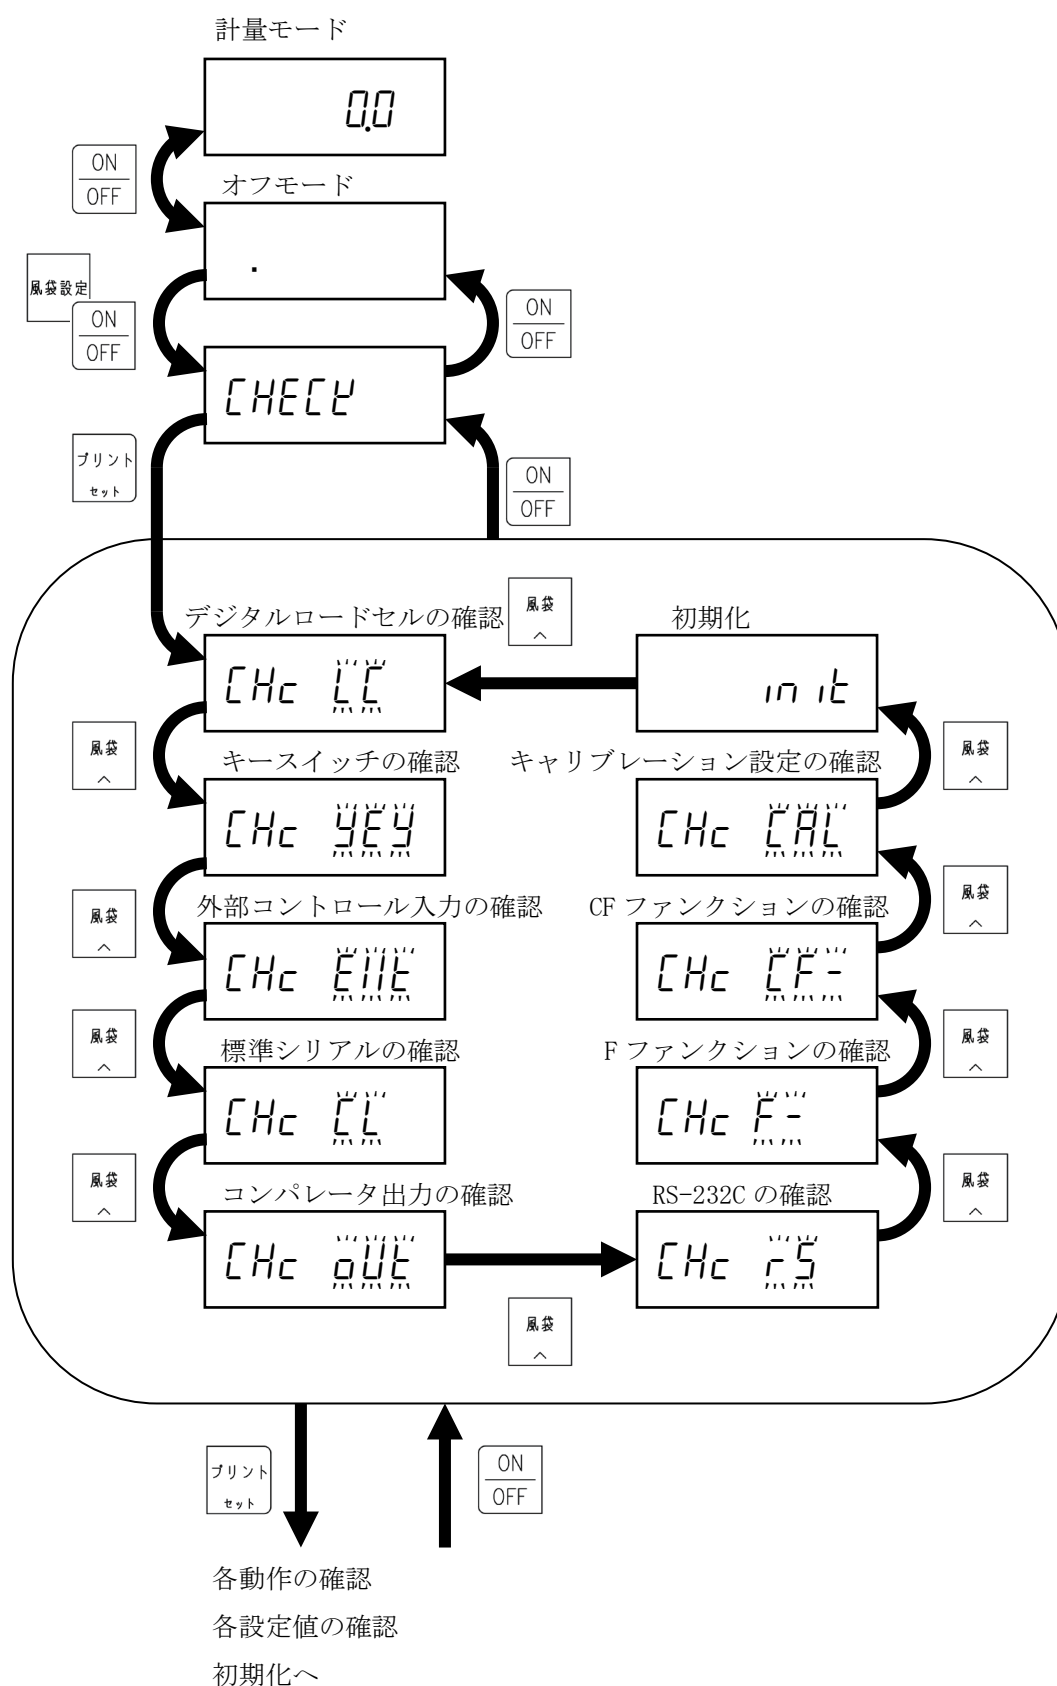 計量モード
0.0
ON
OFF
オフモード
.
風袋設定
ON
OFF
ON
OFF
CHECK
プリント
セット
ON
OFF
デジタルロードセルの確認
風袋
^
初期化
CHc LC
init
風袋
^
キースイッチの確認
キャリブレーション設定の確認
風袋
^
CHc KEY
CHc CAL
風袋
^
外部コントロール入力の確認
CFファンクションの確認
風袋
^
CHc EXt
CHc CF-
風袋
^
標準シリアルの確認
Fファンクションの確認
風袋
^
CHc CL
CHc F-
風袋
^
コンパレータ出力の確認
RS-232Cの確認
風袋
^
CHc oUt
CHc rS
風袋
^
プリント
セット
ON
OFF
各動作の確認
各設定値の確認
初期化へ